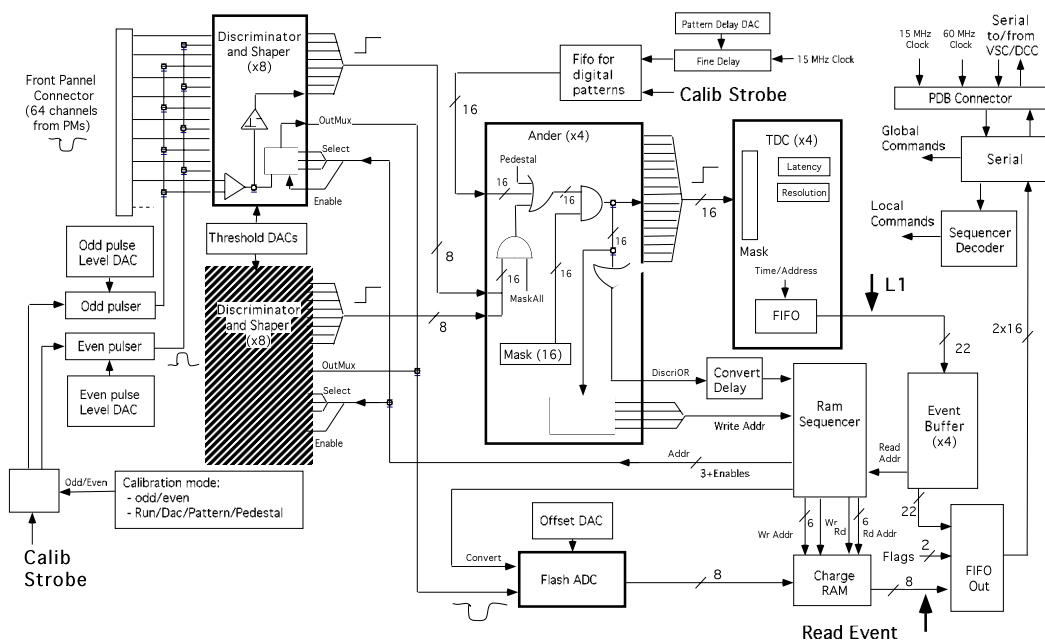 Discriminator
and Shaper
(x8)
Pattern Delay DAC
Fine Delay
15 MHz Clock
Fifo for
digital
patterns
Calib Strobe
15 MHz
Clock
60 MHz
Clock
Serial
to/from
VSC/DCC
PDB Connector
Front Pannel
Connector
(64 channels
from PMs)
OutMux
Select
Enable
16
Ander (x4)
Pedestal
16
16
16
16
16
MaskAll
Mask (16)
TDC (x4)
Latency
Resolution
Mask
Time/Address
FIFO
16
Global
Commands
Serial
Local
Commands
Sequencer
Decoder
Threshold DACs
Odd pulse
Level DAC
Odd pulser
Even pulser
Even pulse
Level DAC
Discriminator
and Shaper
(x8)
8
8
OutMux
Select
Enable
L1
22
2x16
DiscriOR
Convert
Delay
Write Addr
Ram
Sequencer
Event
Buffer
(x4)
Read
Addr
Addr
3+Enables
Odd/Even
Calibration mode:
- odd/even
- Run/Dac/Pattern/Pedestal
Calib
Strobe
Offset DAC
Convert
Flash ADC
8
Wr Addr
6
Wr
Rd
6
Rd Addr
Charge
RAM
8
22
Flags
2
FIFO
Out
Read Event